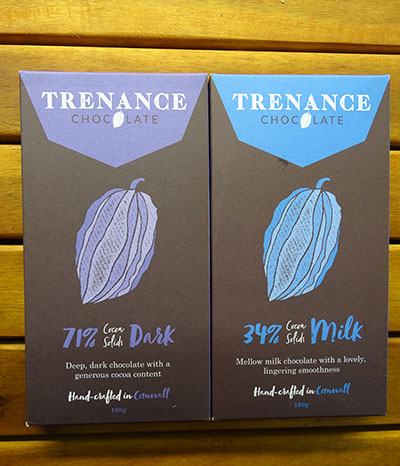 TRENANCE
CHOCOLATE
71% Cocoa Solids Dark
Deep, dark chocolate with a
generous cocoa content
Hand-crafted in Cornwall
100g
TRENANCE
CHOCOLATE
34% Cocoa Solids Milk
Mellow milk chocolate with a lovely,
lingering smoothness
Hand-crafted in Cornwall
100g